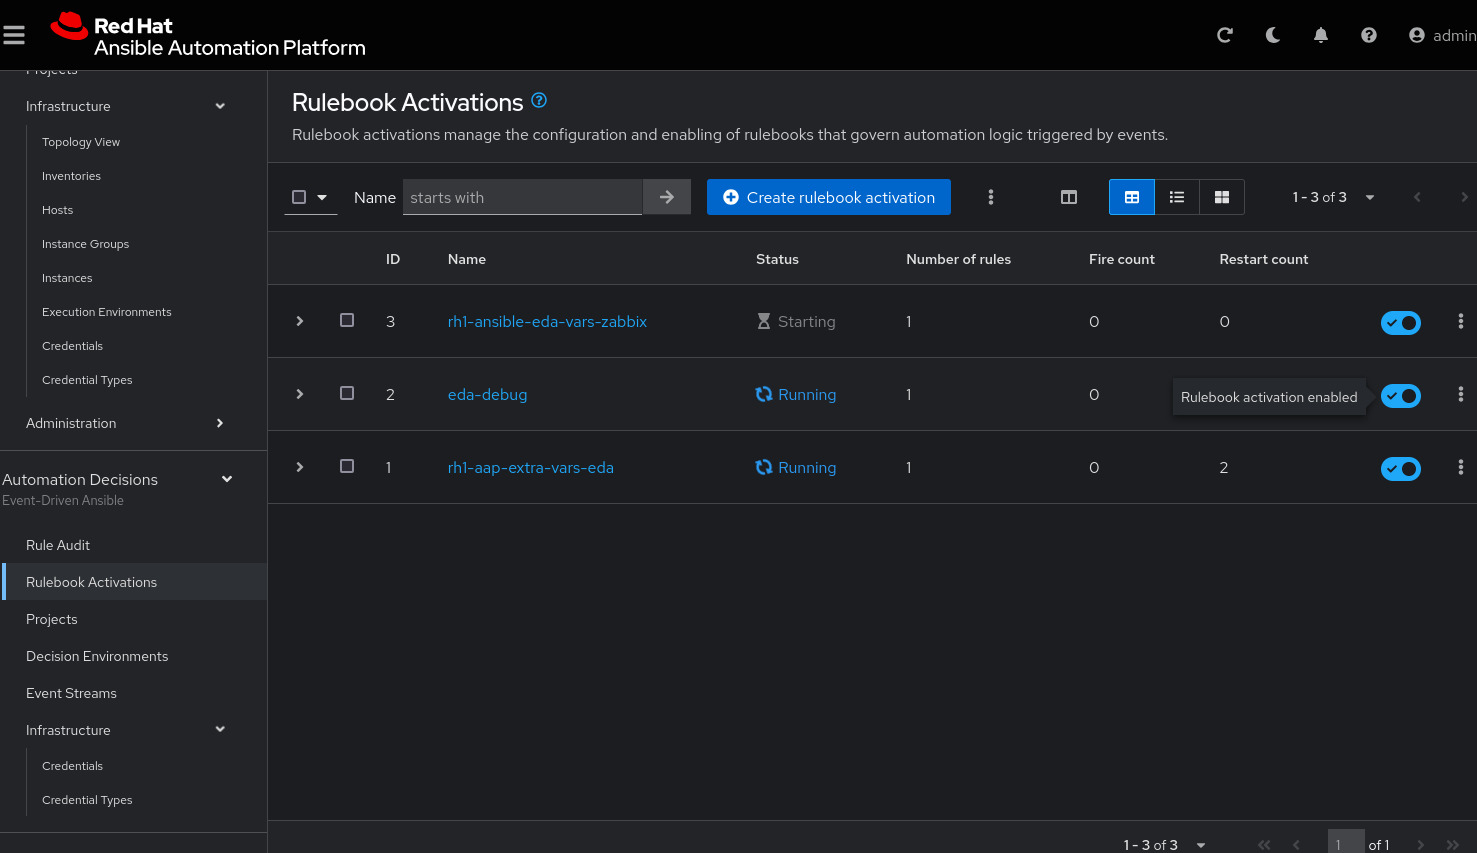 Red Hat
Ansible Automation Platform
admin
Projects
Infrastructure
Topology View
Inventories
Hosts
Instance Groups
Instances
Execution Environments
Credentials
Credential Types
Administration
Automation Decisions
Event-Driven Ansible
Rule Audit
Rulebook Activations
Projects
Decision Environments
Event Streams
Infrastructure
Credentials
Credential Types
Rulebook Activations
Rulebook activations manage the configuration and enabling of rulebooks that govern automation logic triggered by events.
Name starts with Create rulebook activation 1 - 3 of 3
ID Name Status Number of rules Fire count Restart count
3 rh1-ansible-eda-vars-zabbix Starting 1 0 0
2 eda-debug Running 1 0 Rulebook activation enabled
1 rh1-aap-extra-vars-eda Running 1 0 2
1 - 3 of 3 1 of 1